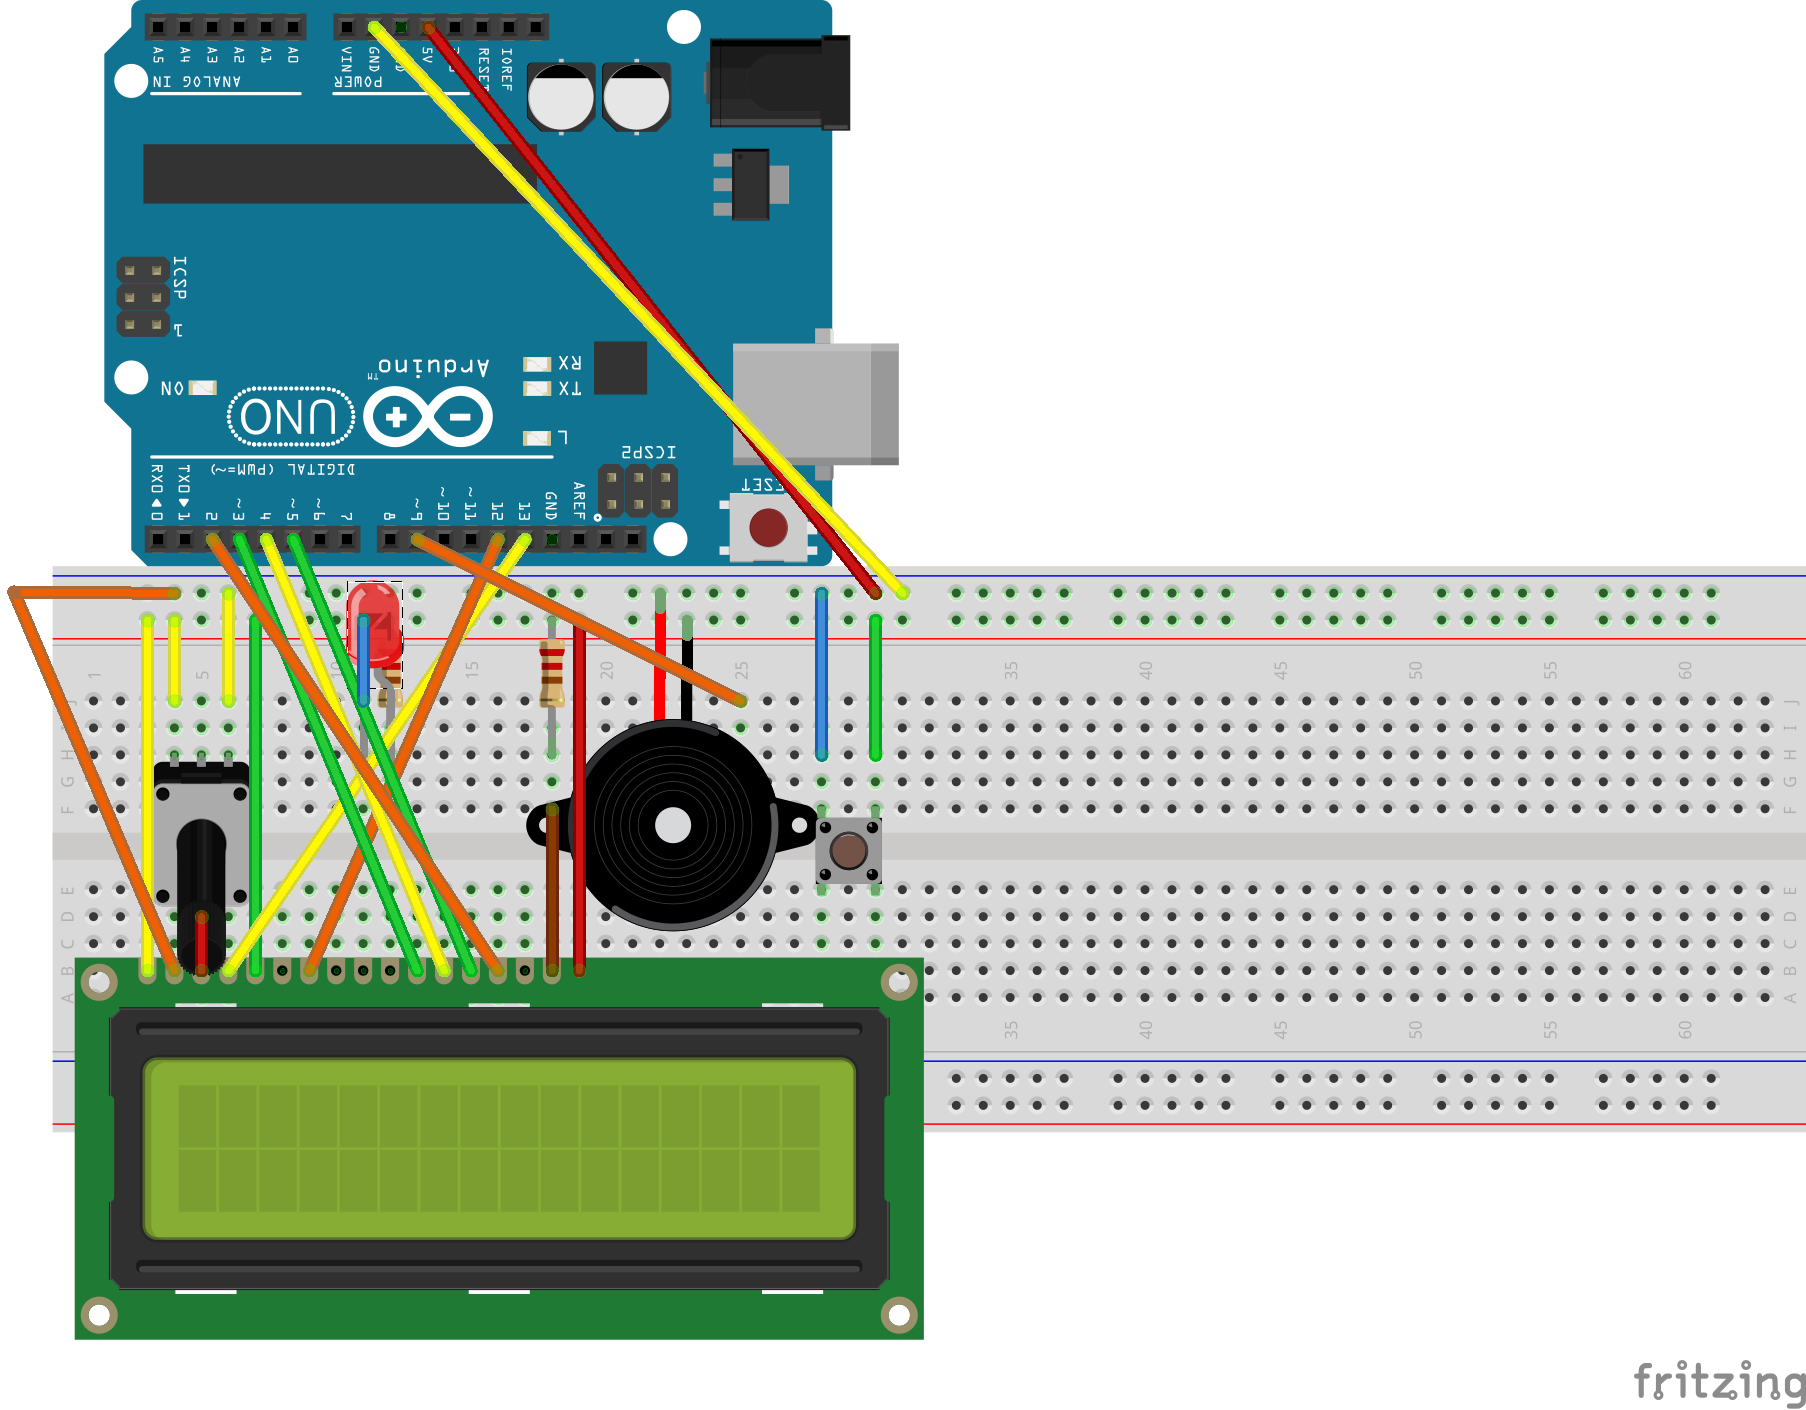 A5 A4 A3 A2 A1 A0 VIN GND 5V RESET IOREF
ANALOG IN POWER
ICSP
1
Arduino TM
RX
ON TX
UNO
L
ICSP2
DIGITAL (PWM=~)
RESET
RX0 0 TX0 1 2 ~3 4 ~5 ~6 7 8 ~9 ~10 ~11 12 13 GND AREF
1 5 10 15 20 25 35 40 45 50 55 60
J J
H H
G G
F F
E E
D D
C C
B B
A A
35 40 45 50 55 60
fritzing